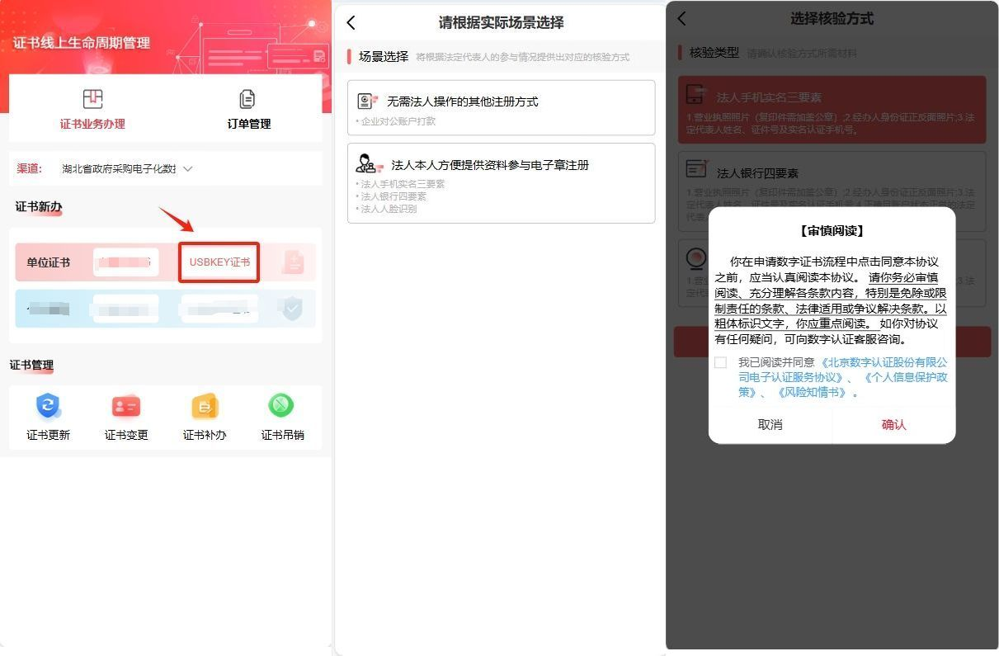 证书线上生命周期管理
证书业务办理
订单管理
渠道：
湖北省政府采购电子化数据
证书新办
单位证书
USBKEY证书
证书管理
证书更新
证书变更
证书补办
证书吊销
请根据实际场景选择
场景选择
将根据法定代表人的参与情况提供出对应的核验方式
无需法人操作的其他注册方式
• 企业对公账户打款
法人本人方便提供资料参与电子章注册
• 法人手机实名三要素
• 法人银行四要素
• 法人人脸识别
选择核验方式
核验类型
请确认核验方式所需材料
法人手机实名三要素
1.营业执照照片（复印件需加盖公章）;2.经办人身份证正反面照片;3.法
定代表人姓名、证件号及实名认证手机号。
法人银行四要素
1.营业执照照片（复印件需加盖公章）;2.经办人身份证正反面照片;3.法
【审慎阅读】
你在申请数字证书流程中点击同意本协议
之前，应当认真阅读本协议。请你务必审慎
阅读、充分理解各条款内容，特别是免除或限
制责任的条款、法律适用或争议解决条款。以
粗体标识文字，你应重点阅读。如你对协议
有任何疑问，可向数字认证客服咨询。
我已阅读并同意《北京数字认证股份有限公
司电子认证服务协议》、《个人信息保护政
策》、《风险知情书》。
取消
确认